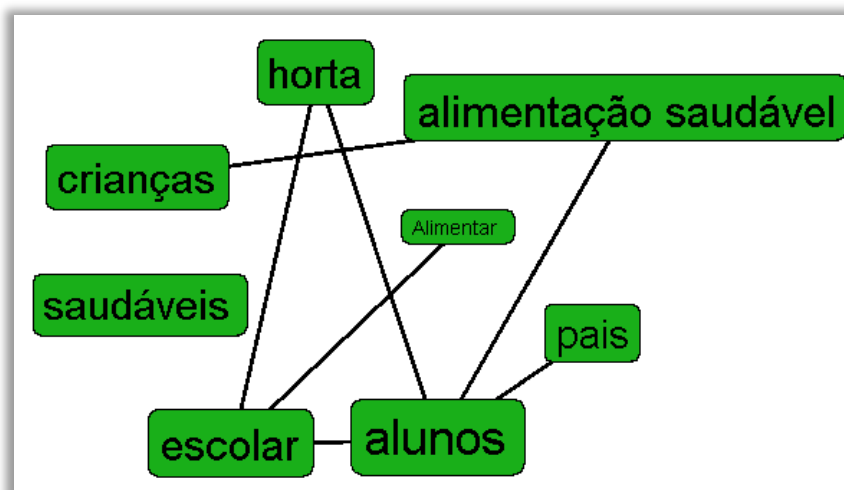 horta
alimentação saudável
crianças
Alimentar
saudáveis
pais
escolar
alunos